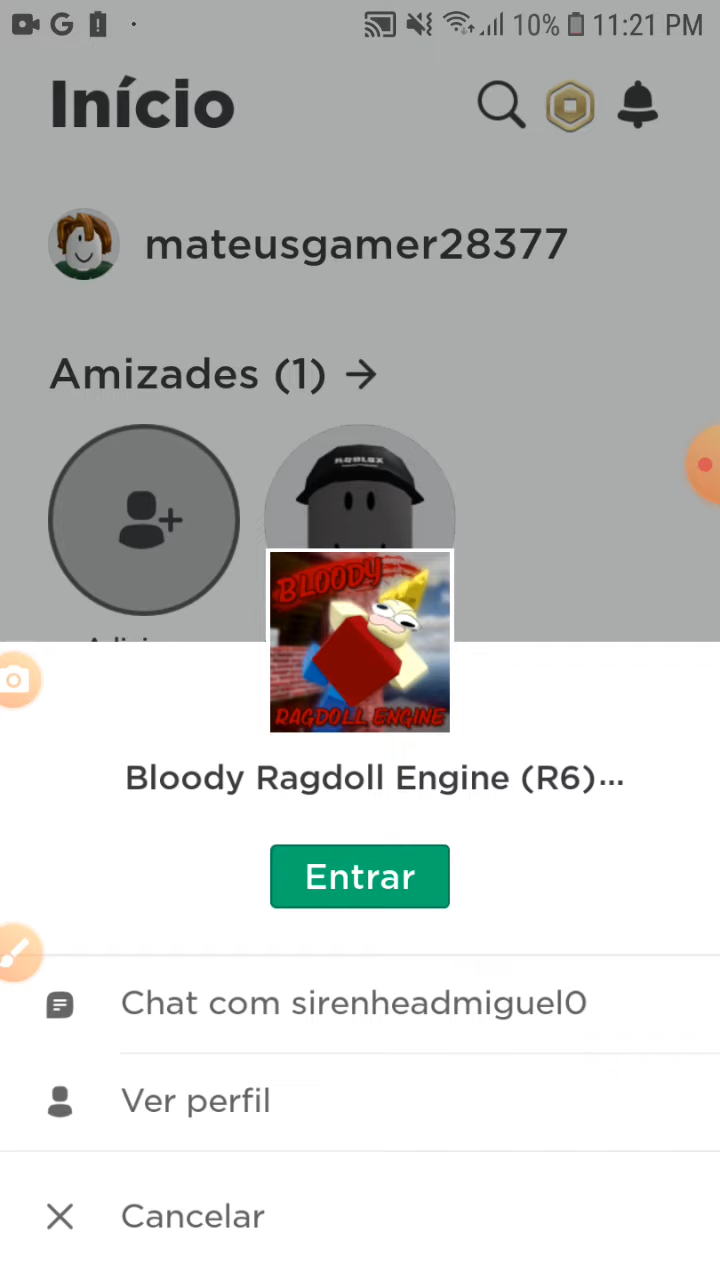 10% 11:21 PM
Início
mateusgamer28377
Amizades (1) →
ROBLOX
BLOODY
RAGDOLL ENGINE
Bloody Ragdoll Engine (R6)...
Entrar
Chat com sirenheadmiguel0
Ver perfil
Cancelar